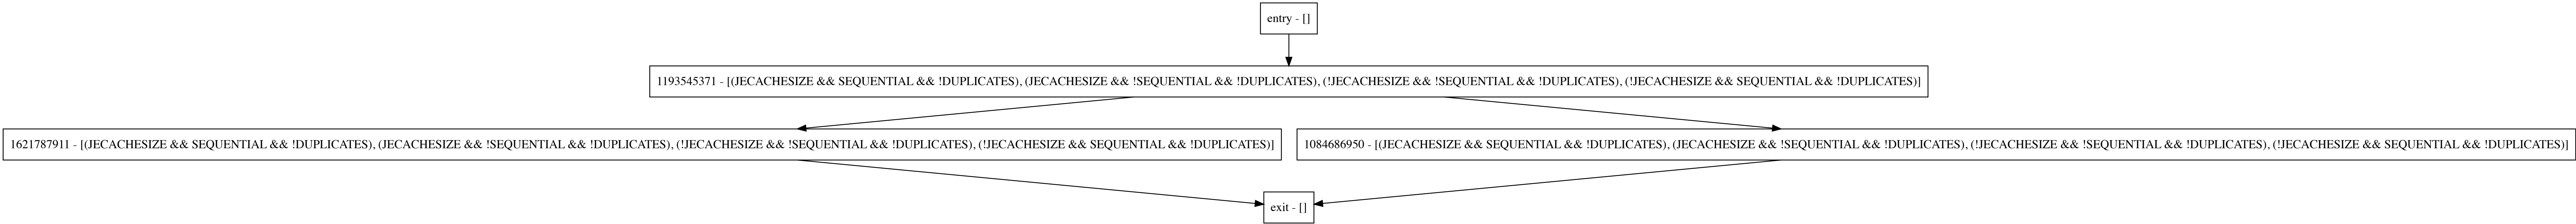 entry - []
1193545371 - [(JECACHESIZE && SEQUENTIAL && !DUPLICATES), (JECACHESIZE && !SEQUENTIAL && !DUPLICATES), (!JECACHESIZE && !SEQUENTIAL && !DUPLICATES), (!JECACHESIZE && SEQUENTIAL && !DUPLICATES)]
1621787911 - [(JECACHESIZE && SEQUENTIAL && !DUPLICATES), (JECACHESIZE && !SEQUENTIAL && !DUPLICATES), (!JECACHESIZE && !SEQUENTIAL && !DUPLICATES), (!JECACHESIZE && SEQUENTIAL && !DUPLICATES)]
1084686950 - [(JECACHESIZE && SEQUENTIAL && !DUPLICATES), (JECACHESIZE && !SEQUENTIAL && !DUPLICATES), (!JECACHESIZE && !SEQUENTIAL && !DUPLICATES), (!JECACHESIZE && SEQUENTIAL && !DUPLICATES)]
exit - []